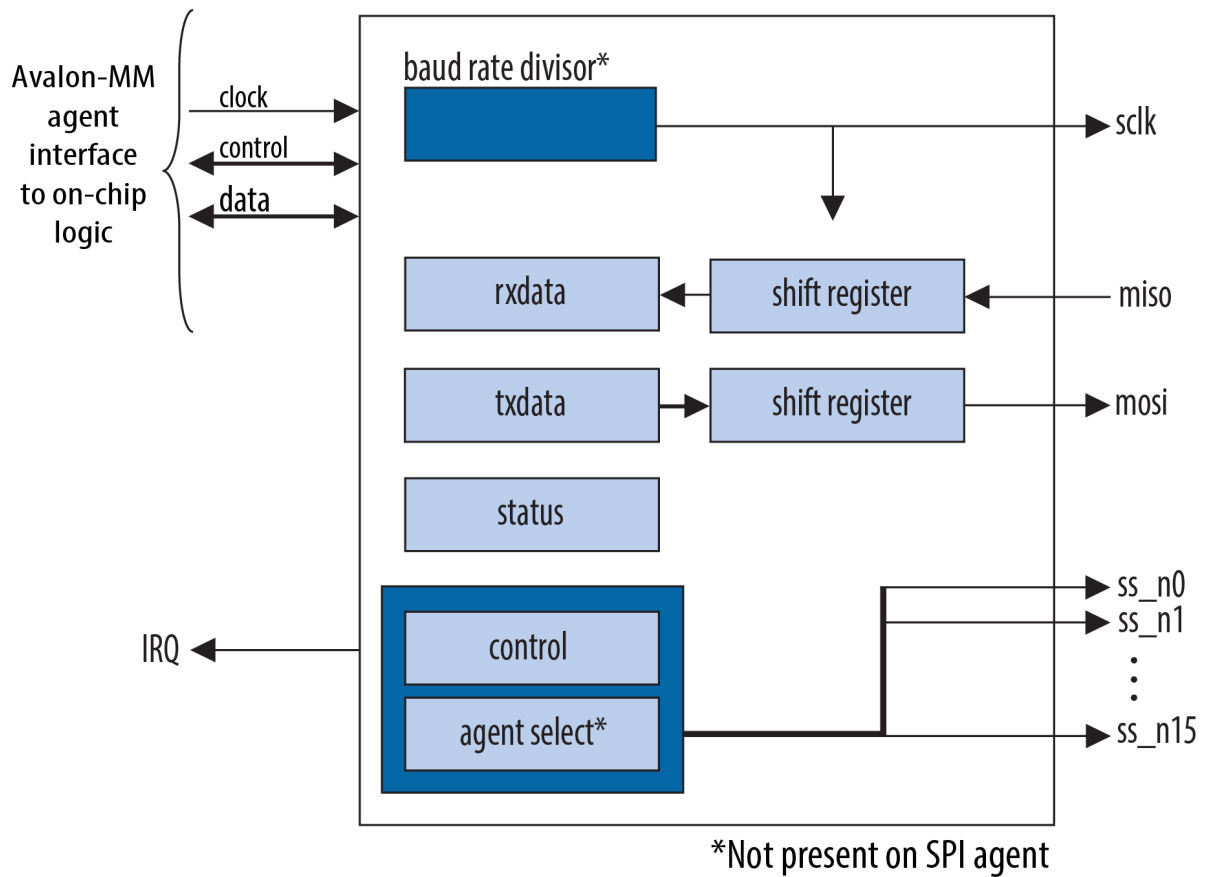 Avalon-MM
agent
interface
to on-chip
logic
clock
control
data
baud rate divisor*
sclk
rxdata
shift register
miso
txdata
shift register
mosi
status
IRQ
control
agent select*
ss_n0
ss_n1
ss_n15
*Not present on SPI agent